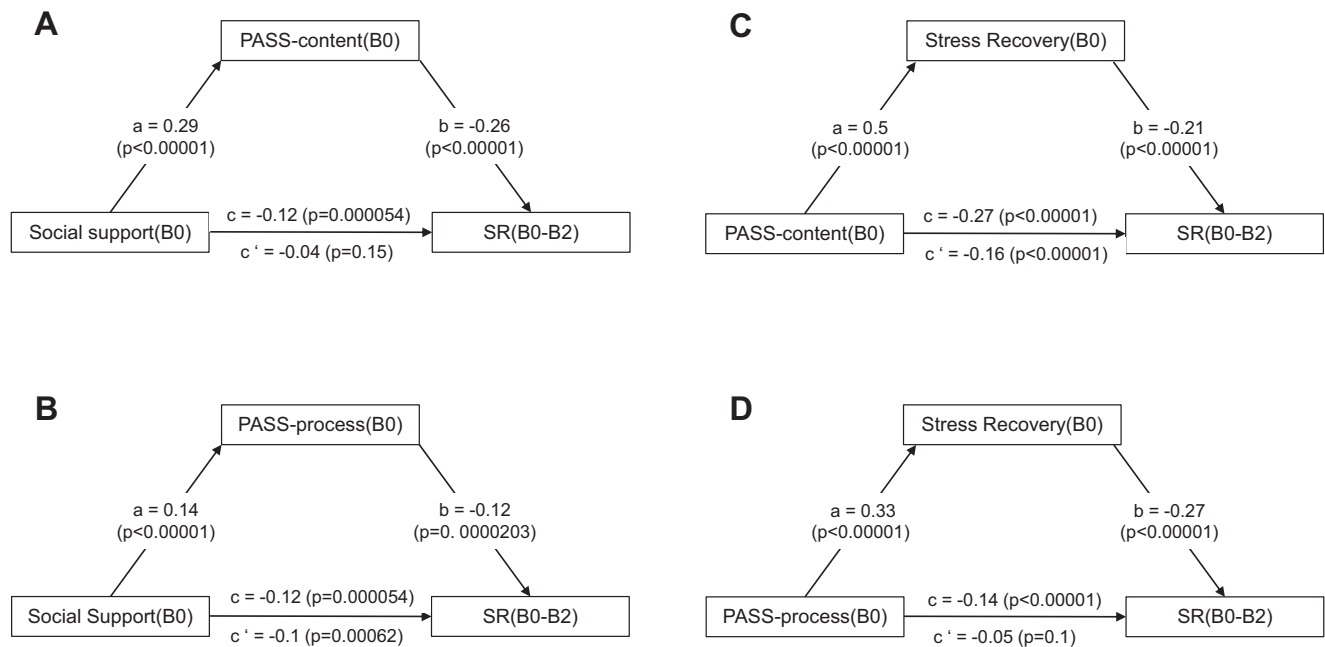 A
PASS-content(B0)
a = 0.29
(p<0.00001)
b = -0.26
(p<0.00001)
Social support(B0)
c = -0.12 (p=0.000054)
c ‘ = -0.04 (p=0.15)
SR(B0-B2)
C
Stress Recovery(B0)
a = 0.5
(p<0.00001)
b = -0.21
(p<0.00001)
PASS-content(B0)
c = -0.27 (p<0.00001)
c ‘ = -0.16 (p<0.00001)
SR(B0-B2)
B
PASS-process(B0)
a = 0.14
(p<0.00001)
b = -0.12
(p=0. 0000203)
Social Support(B0)
c = -0.12 (p=0.000054)
c ‘ = -0.1 (p=0.00062)
SR(B0-B2)
D
Stress Recovery(B0)
a = 0.33
(p<0.00001)
b = -0.27
(p<0.00001)
PASS-process(B0)
c = -0.14 (p<0.00001)
c ‘ = -0.05 (p=0.1)
SR(B0-B2)